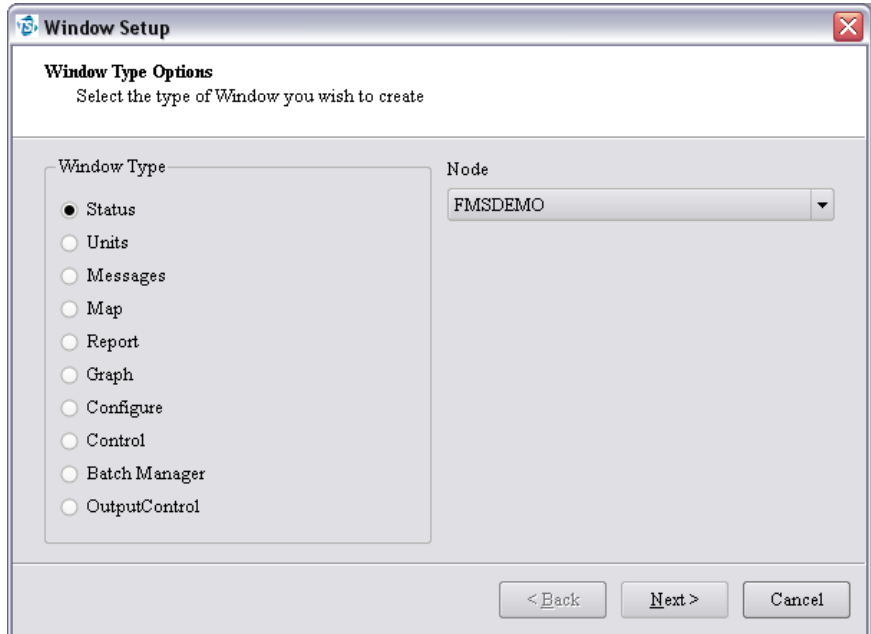 Window Setup
Window Type Options
Select the type of Window you wish to create
Window Type
Status
Units
Messages
Map
Report
Graph
Configure
Control
Batch Manager
OutputControl
Node
FMSDEMO
< Back
Next >
Cancel